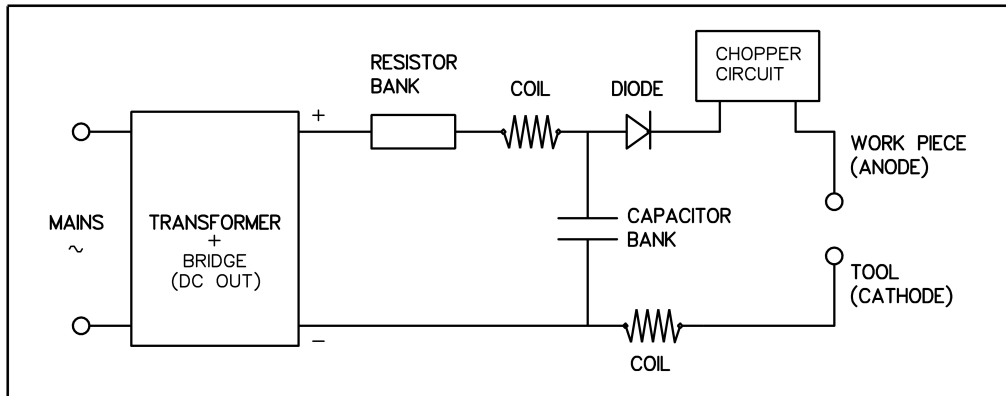 CHOPPER
CIRCUIT
RESISTOR
BANK
COIL
DIODE
+
WORK PIECE
(ANODE)
MAINS
~
TRANSFORMER
+
BRIDGE
(DC OUT)
CAPACITOR
BANK
TOOL
(CATHODE)
−
COIL